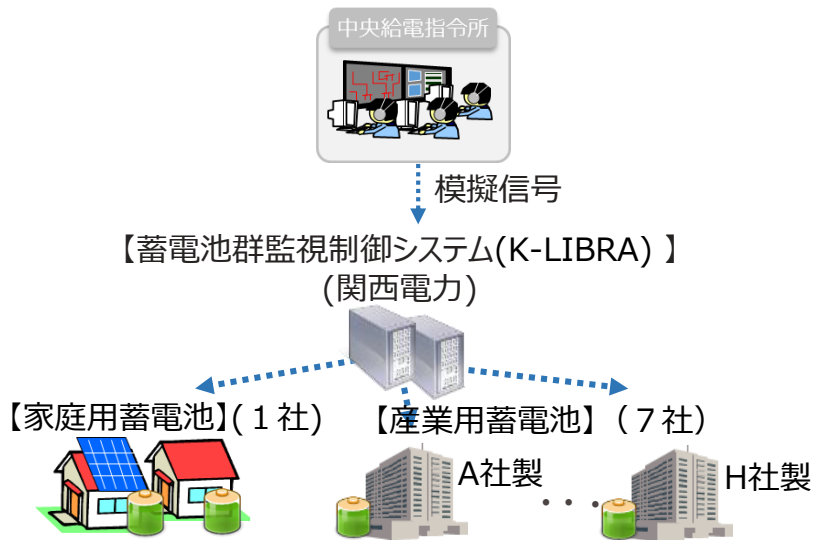 中央給電指令所
模擬信号
【蓄電池群監視制御システム(K-LIBRA) 】
(関西電力)
【家庭用蓄電池】(１社)
【産業用蓄電池】（７社）
A社製
・・・
H社製